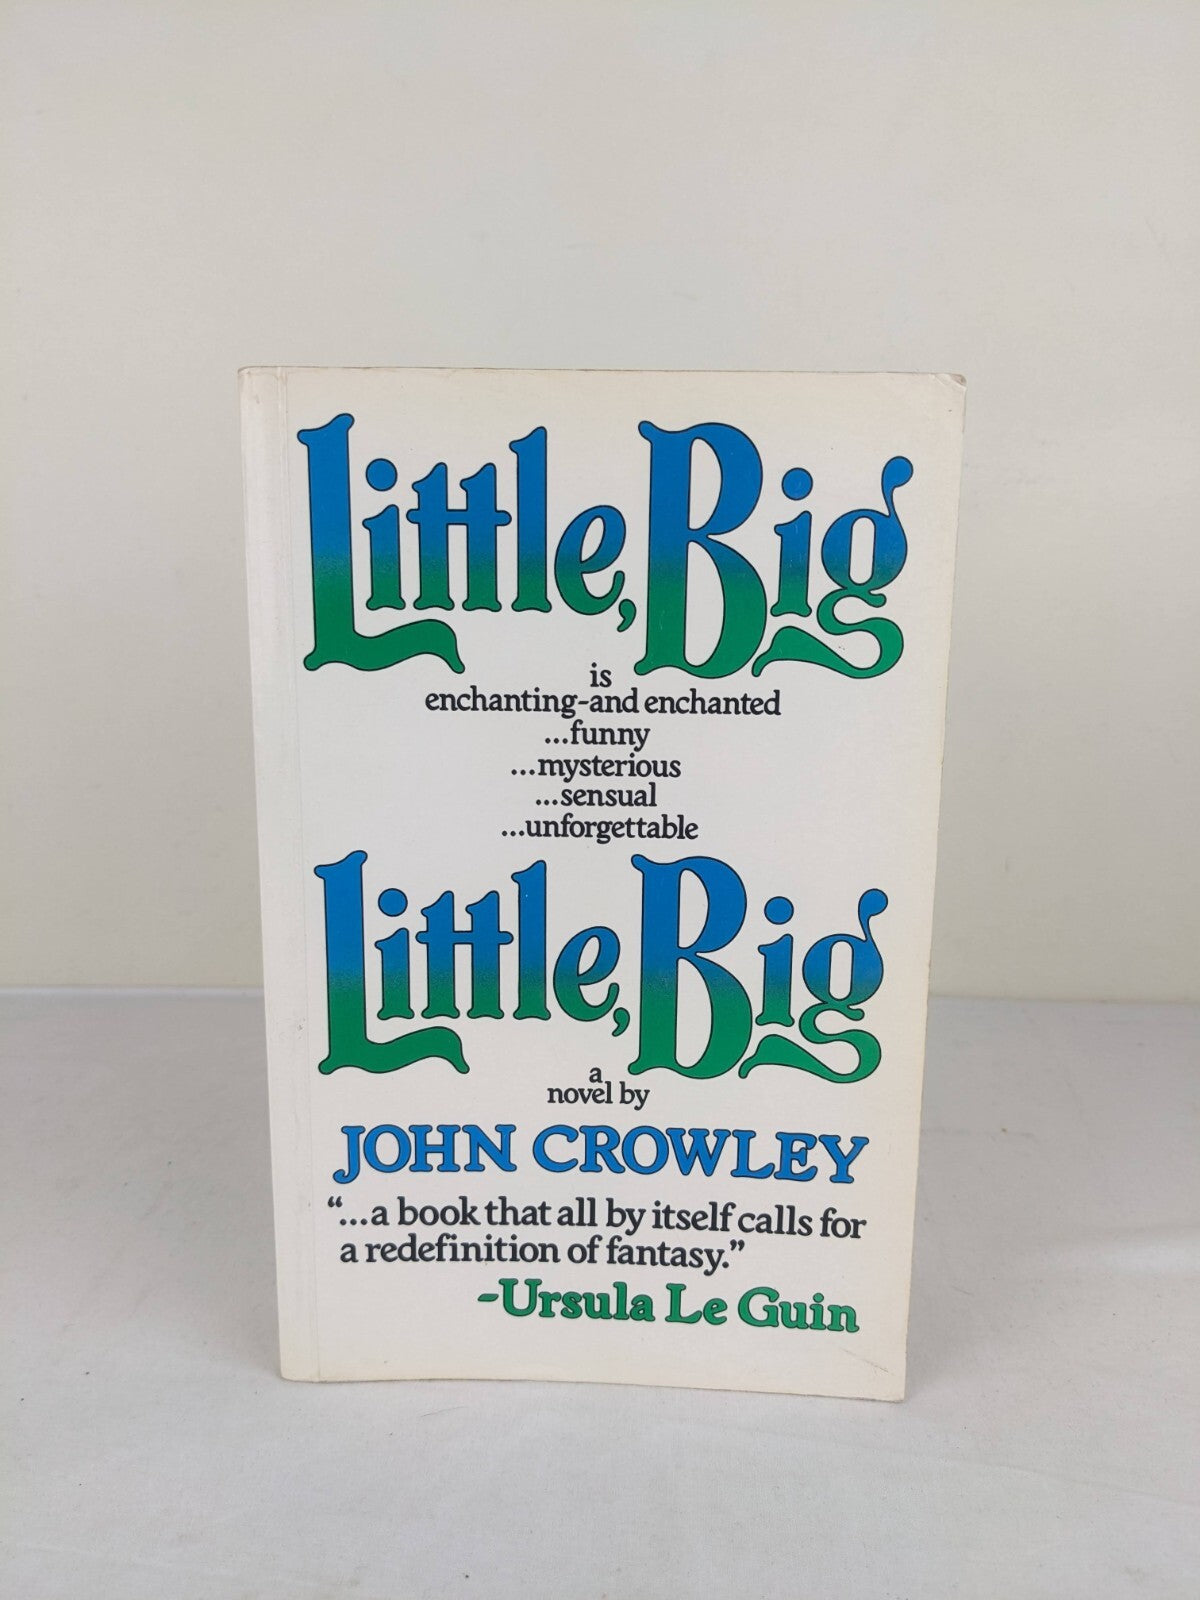 Little, Big
is
enchanting-and enchanted
...funny
...mysterious
...sensual
...unforgettable
Little, Big
a
novel by
JOHN CROWLEY
“...a book that all by itself calls for
a redefinition of fantasy.”
-Ursula Le Guin